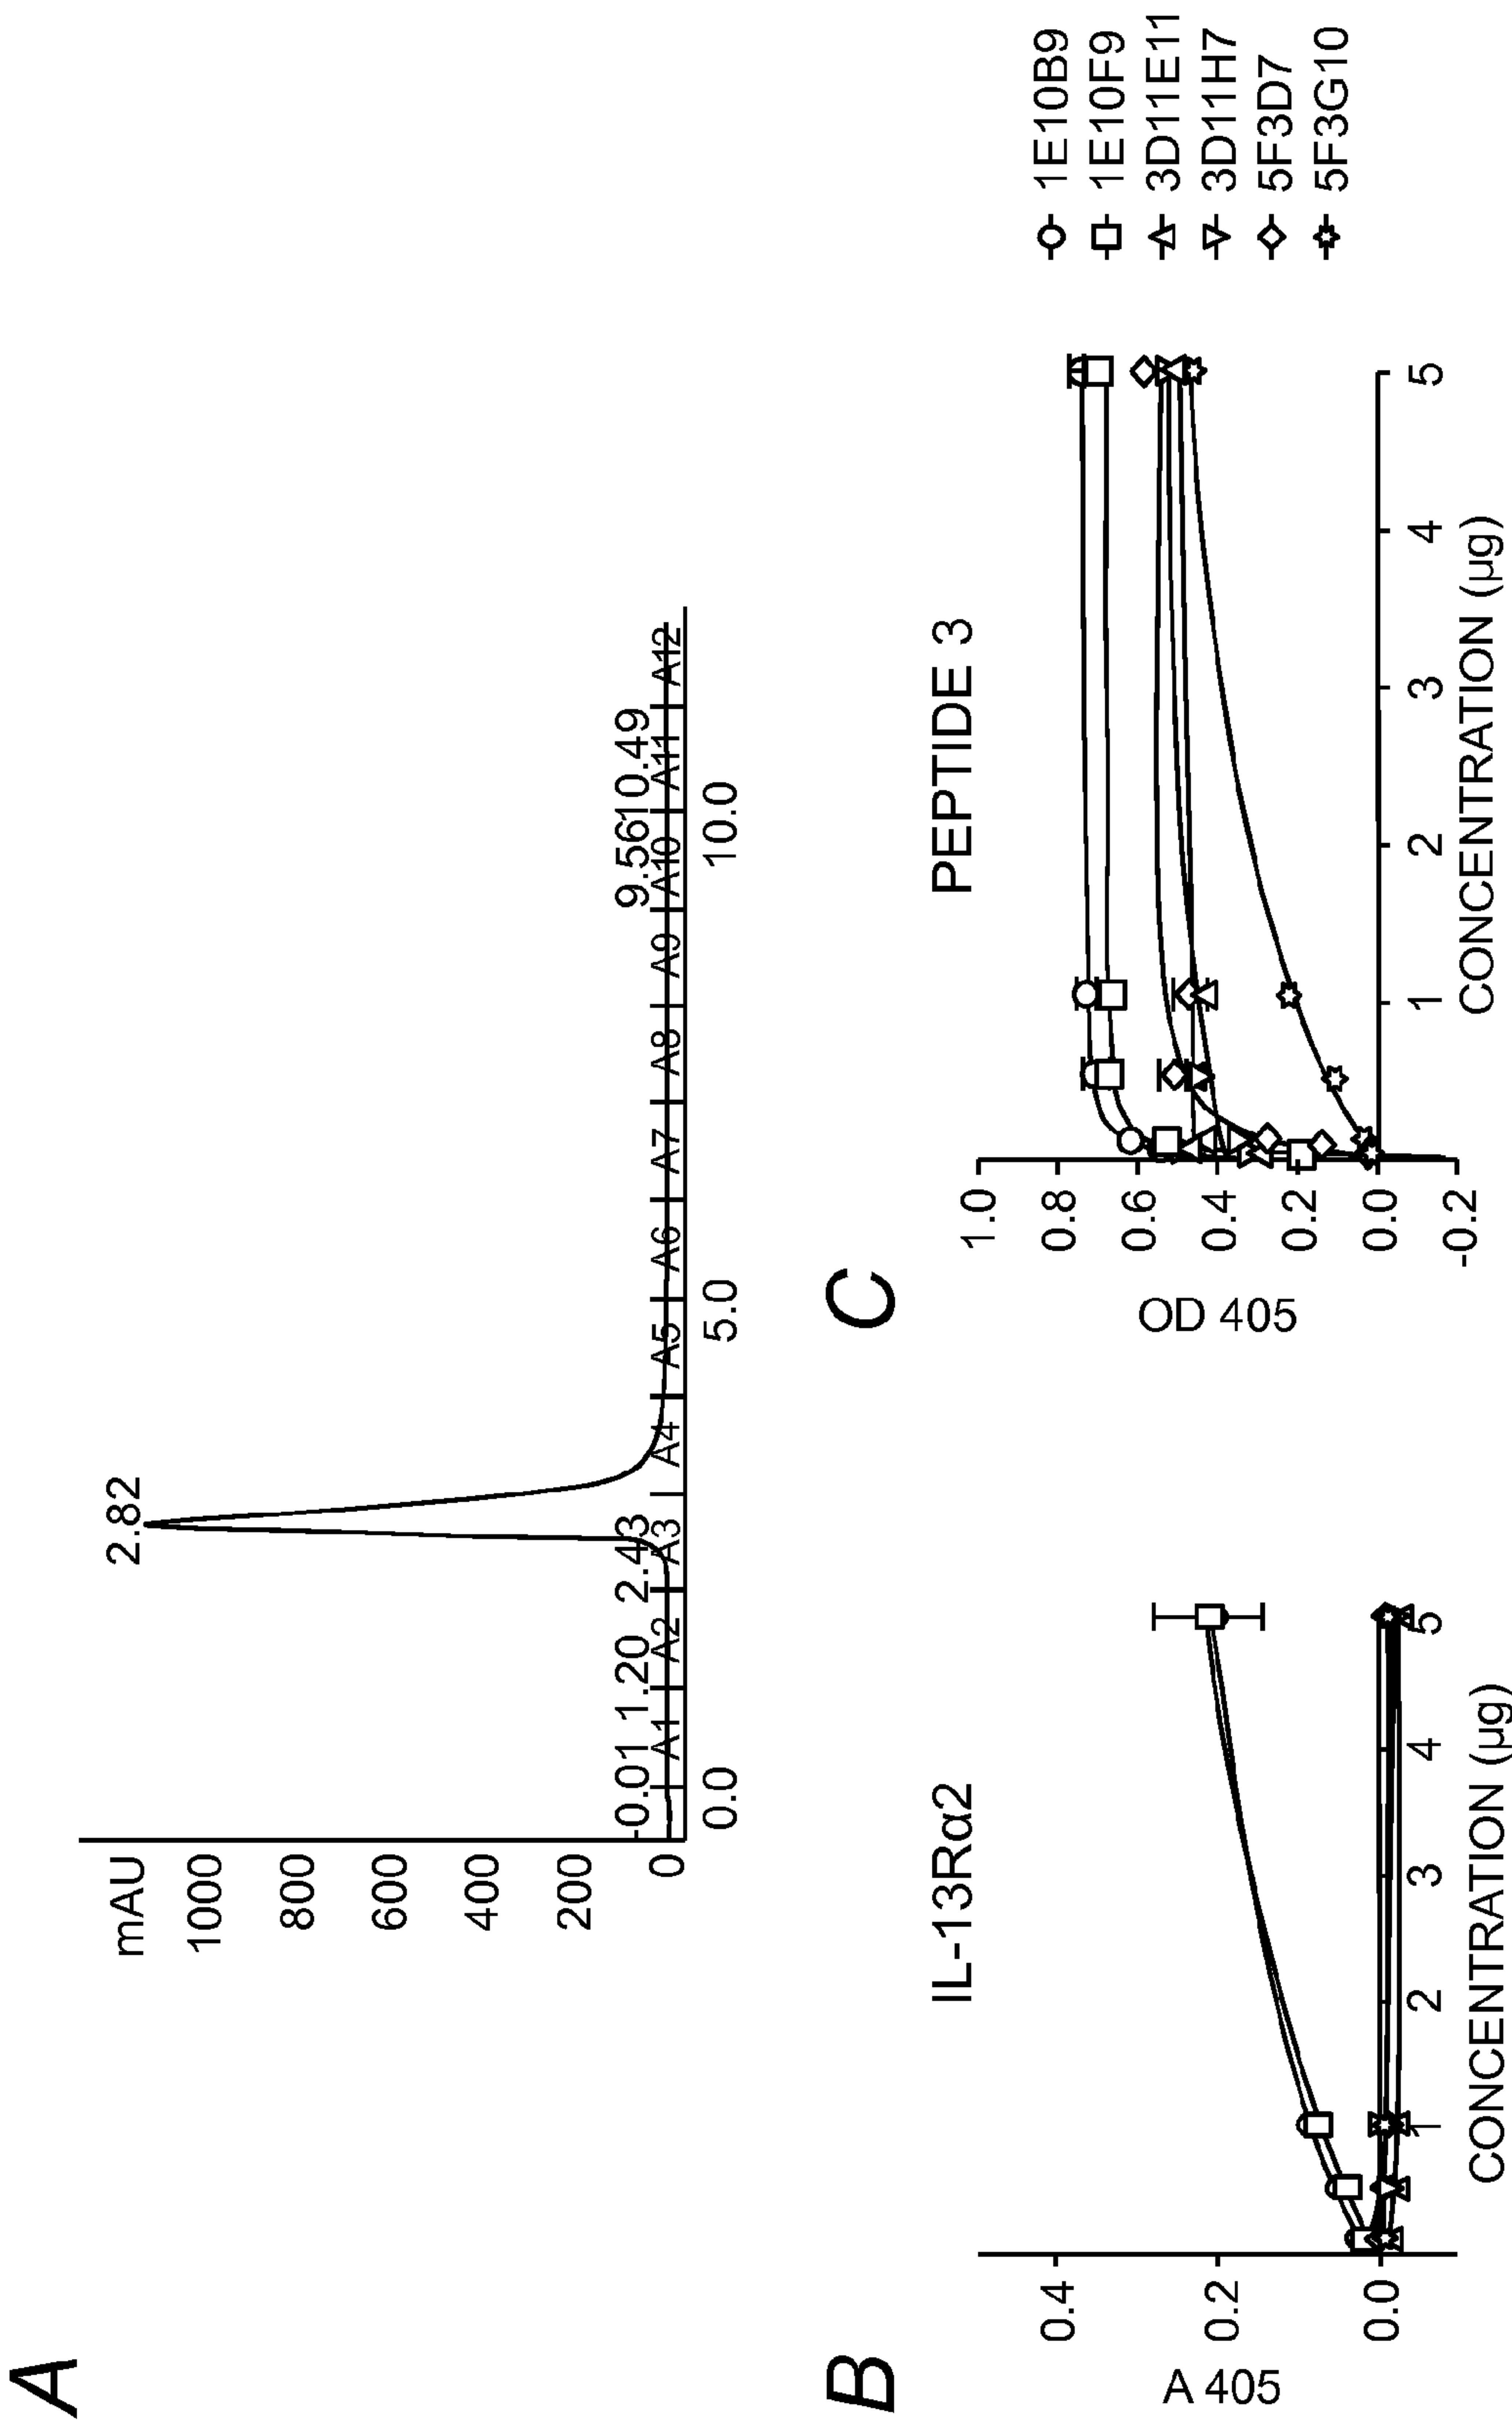 A
mAU
1000
800
600
400
200
0
2.82
-0.01 1.20 2.43 9.56 10.49
A1 A2 A3 A4 A5 A6 A7 A8 A9 A10 A11 A12
0.0 5.0 10.0
B
IL-13Rα2
A 405
0.4
0.2
0.0
1 2 3 4 5
CONCENTRATION (µg)
C
PEPTIDE 3
OD 405
1.0
0.8
0.6
0.4
0.2
0.0
-0.2
1 2 3 4 5
CONCENTRATION (µg)
1E10B9
1E10F9
3D11E11
3D11H7
5F3D7
5F3G10